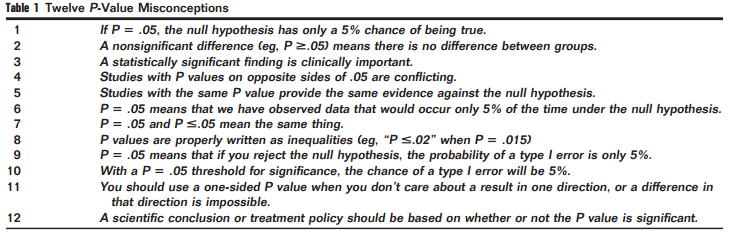 Table 1 Twelve P-Value Misconceptions
1 If P = .05, the null hypothesis has only a 5% chance of being true.
2 A nonsignificant difference (eg, P ≥.05) means there is no difference between groups.
3 A statistically significant finding is clinically important.
4 Studies with P values on opposite sides of .05 are conflicting.
5 Studies with the same P value provide the same evidence against the null hypothesis.
6 P = .05 means that we have observed data that would occur only 5% of the time under the null hypothesis.
7 P = .05 and P ≤.05 mean the same thing.
8 P values are properly written as inequalities (eg, “P ≤.02” when P = .015)
9 P = .05 means that if you reject the null hypothesis, the probability of a type I error is only 5%.
10 With a P = .05 threshold for significance, the chance of a type I error will be 5%.
11 You should use a one-sided P value when you don’t care about a result in one direction, or a difference in
that direction is impossible.
12 A scientific conclusion or treatment policy should be based on whether or not the P value is significant.